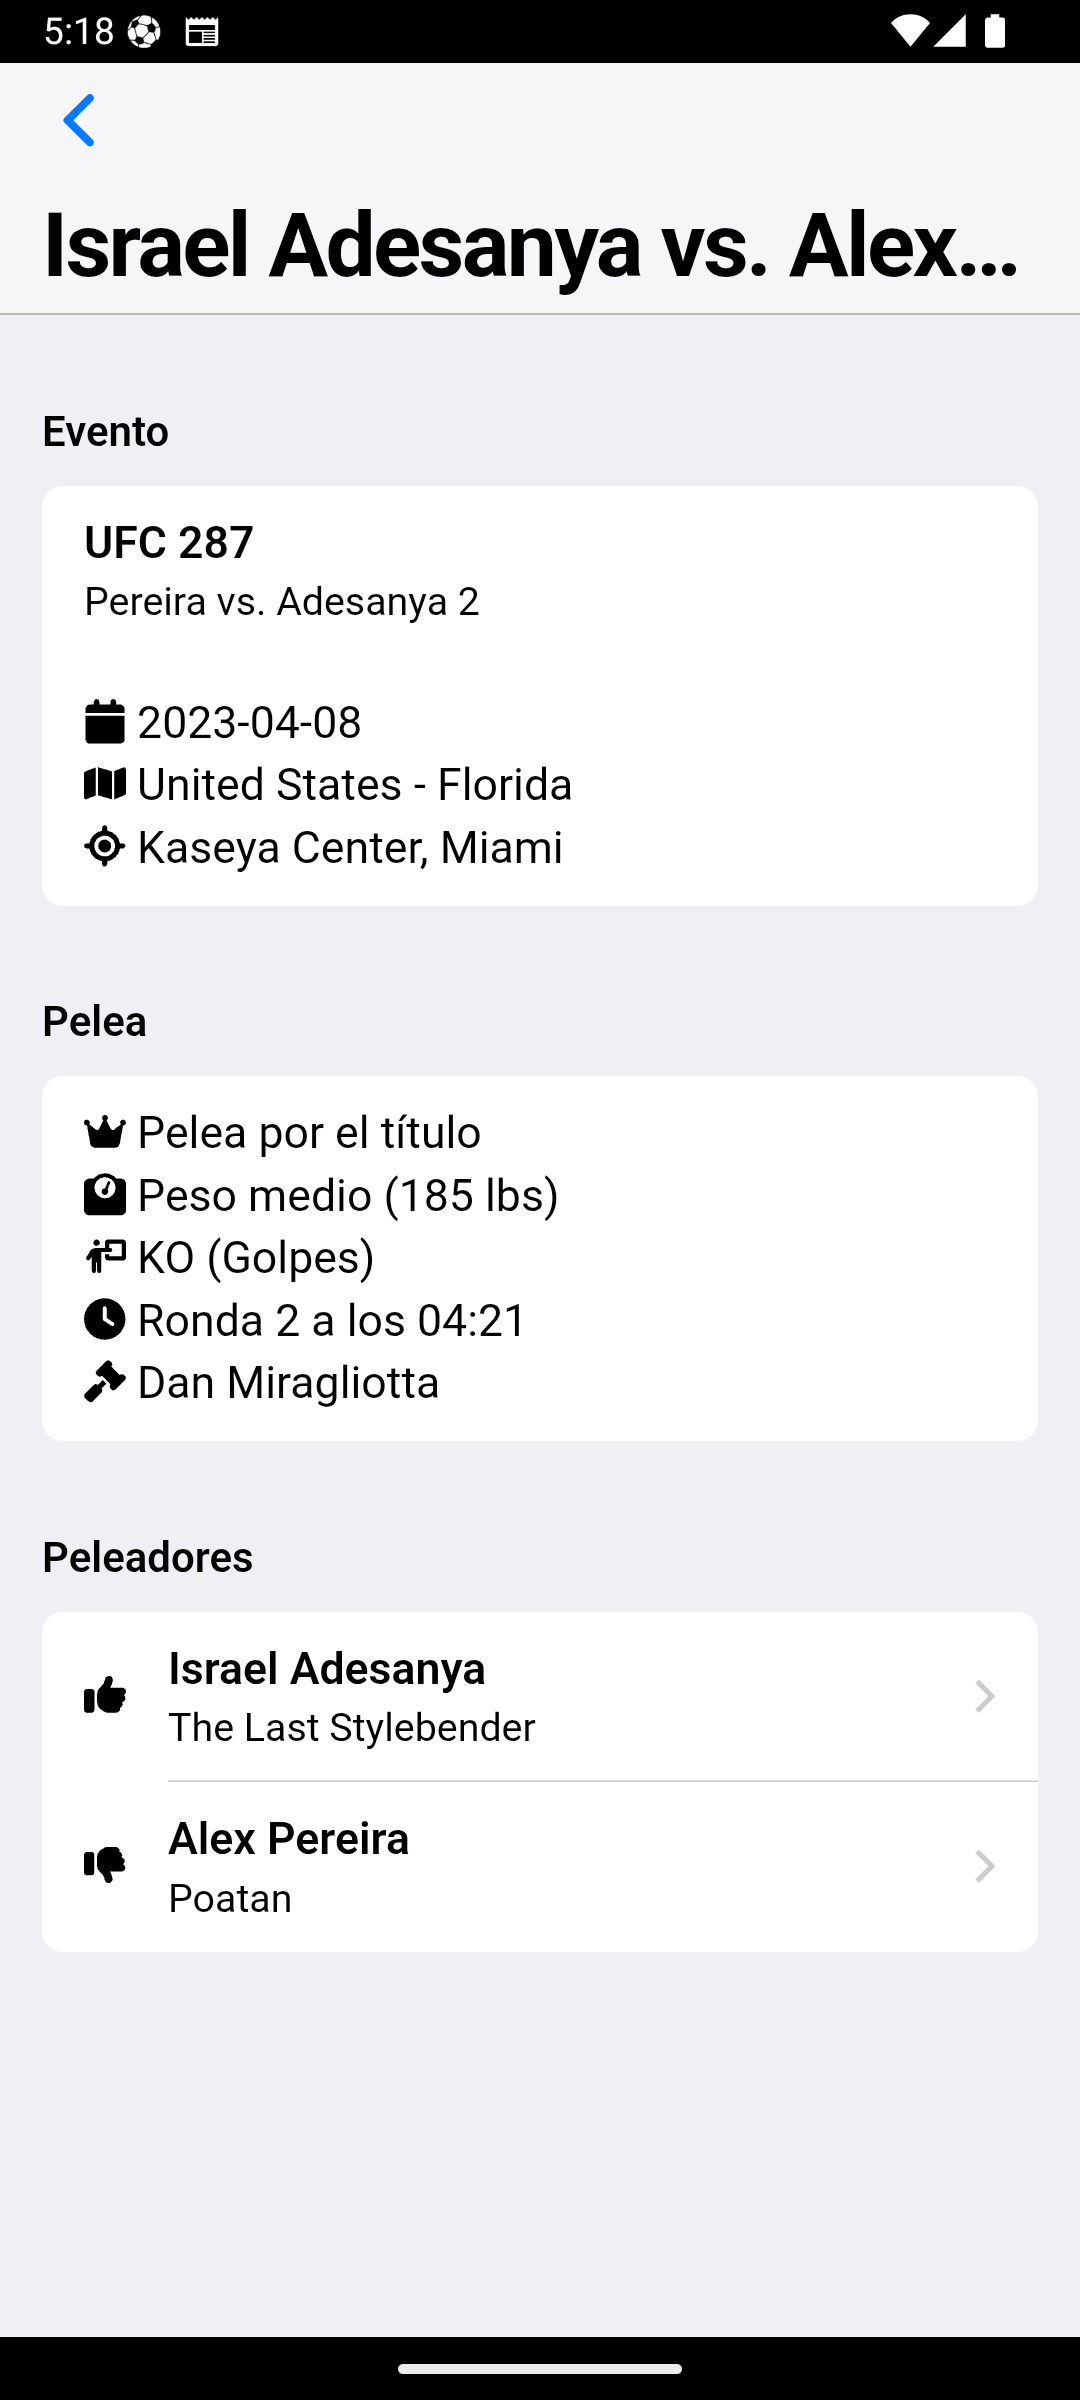 5:18
Israel Adesanya vs. Alex...
Evento
UFC 287
Pereira vs. Adesanya 2
2023-04-08
United States - Florida
Kaseya Center, Miami
Pelea
Pelea por el título
Peso medio (185 lbs)
KO (Golpes)
Ronda 2 a los 04:21
Dan Miragliotta
Peleadores
Israel Adesanya
The Last Stylebender
Alex Pereira
Poatan